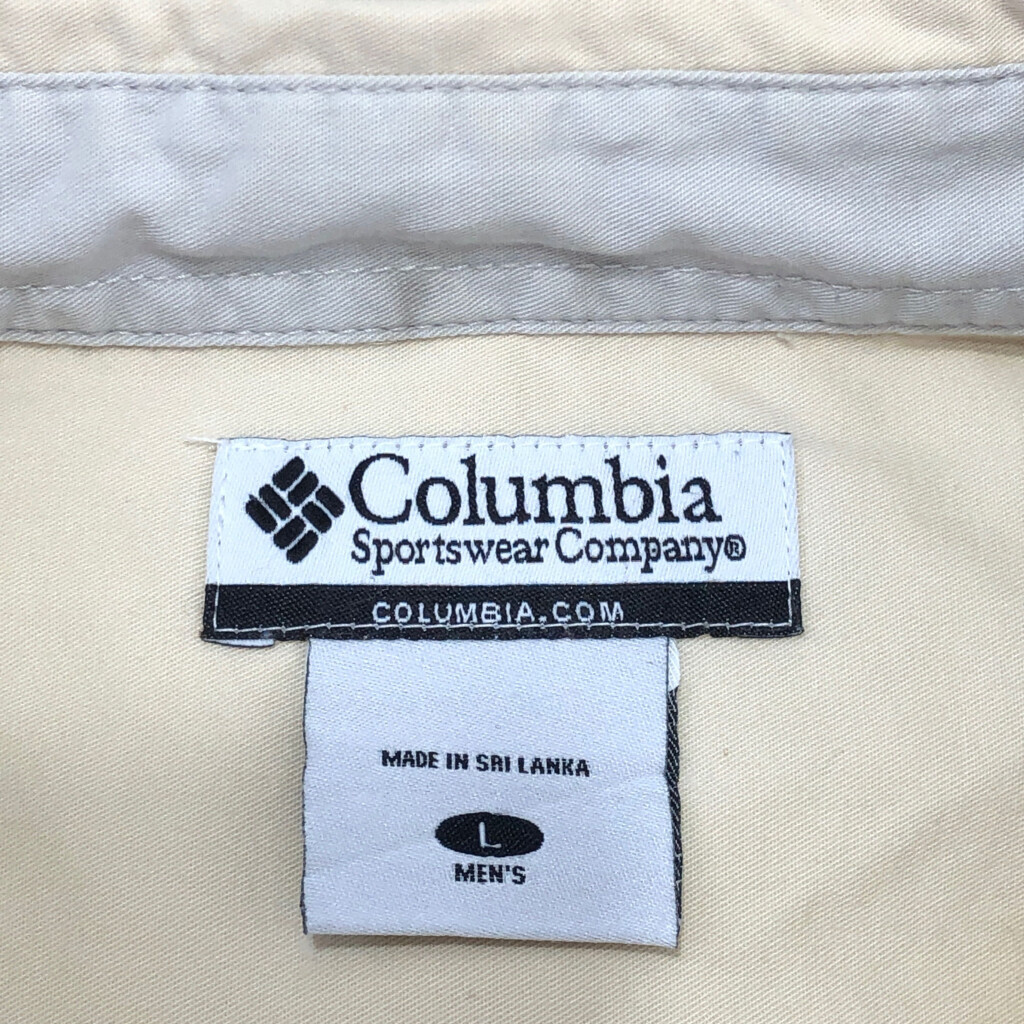 Columbia
Sportswear Company®
COLUMBIA.COM
MADE IN SRI LANKA
L
MEN'S